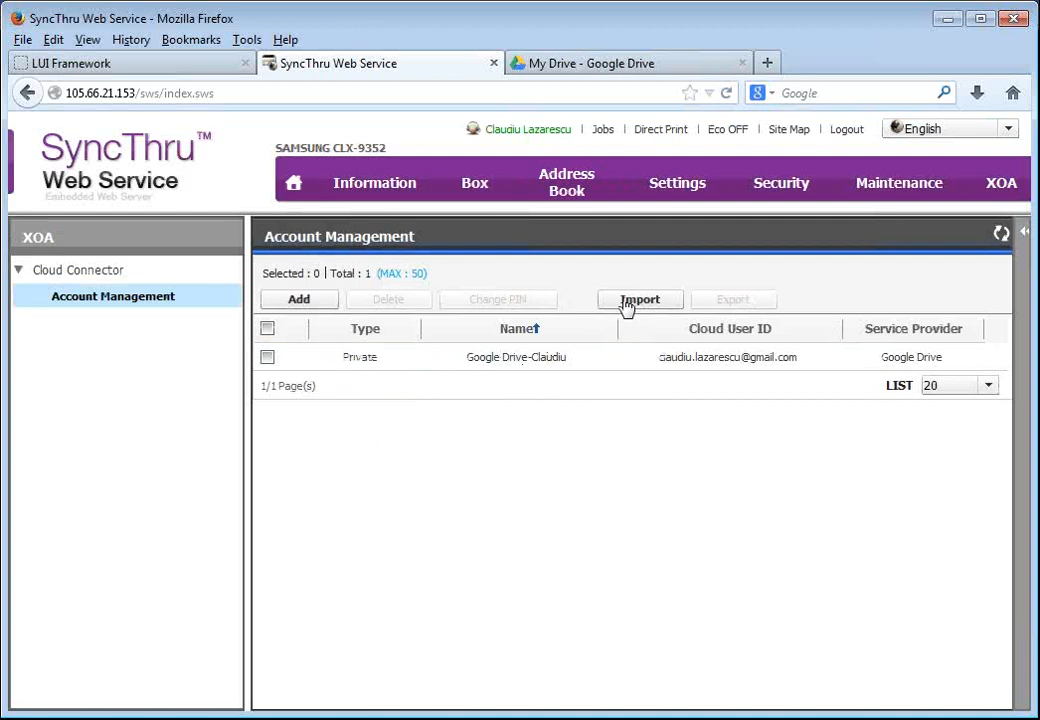 SyncThru Web Service - Mozilla Firefox
File Edit View History Bookmarks Tools Help
LUI Framework × SyncThru Web Service × My Drive - Google Drive × +
105.66.21.153/sws/index.sws Google
SyncThru™
Web Service
Embedded Web Server
Claudiu Lazarescu | Jobs | Direct Print | Eco OFF | Site Map | Logout English
SAMSUNG CLX-9352
Information Box Address Book Settings Security Maintenance XOA
XOA
Cloud Connector
Account Management
Account Management
Selected : 0 | Total : 1 (MAX : 50)
Add Delete Change PIN Import Export
Type Name Cloud User ID Service Provider
Private Google Drive-Claudiu claudiu.lazarescu@gmail.com Google Drive
1/1 Page(s) LIST 20